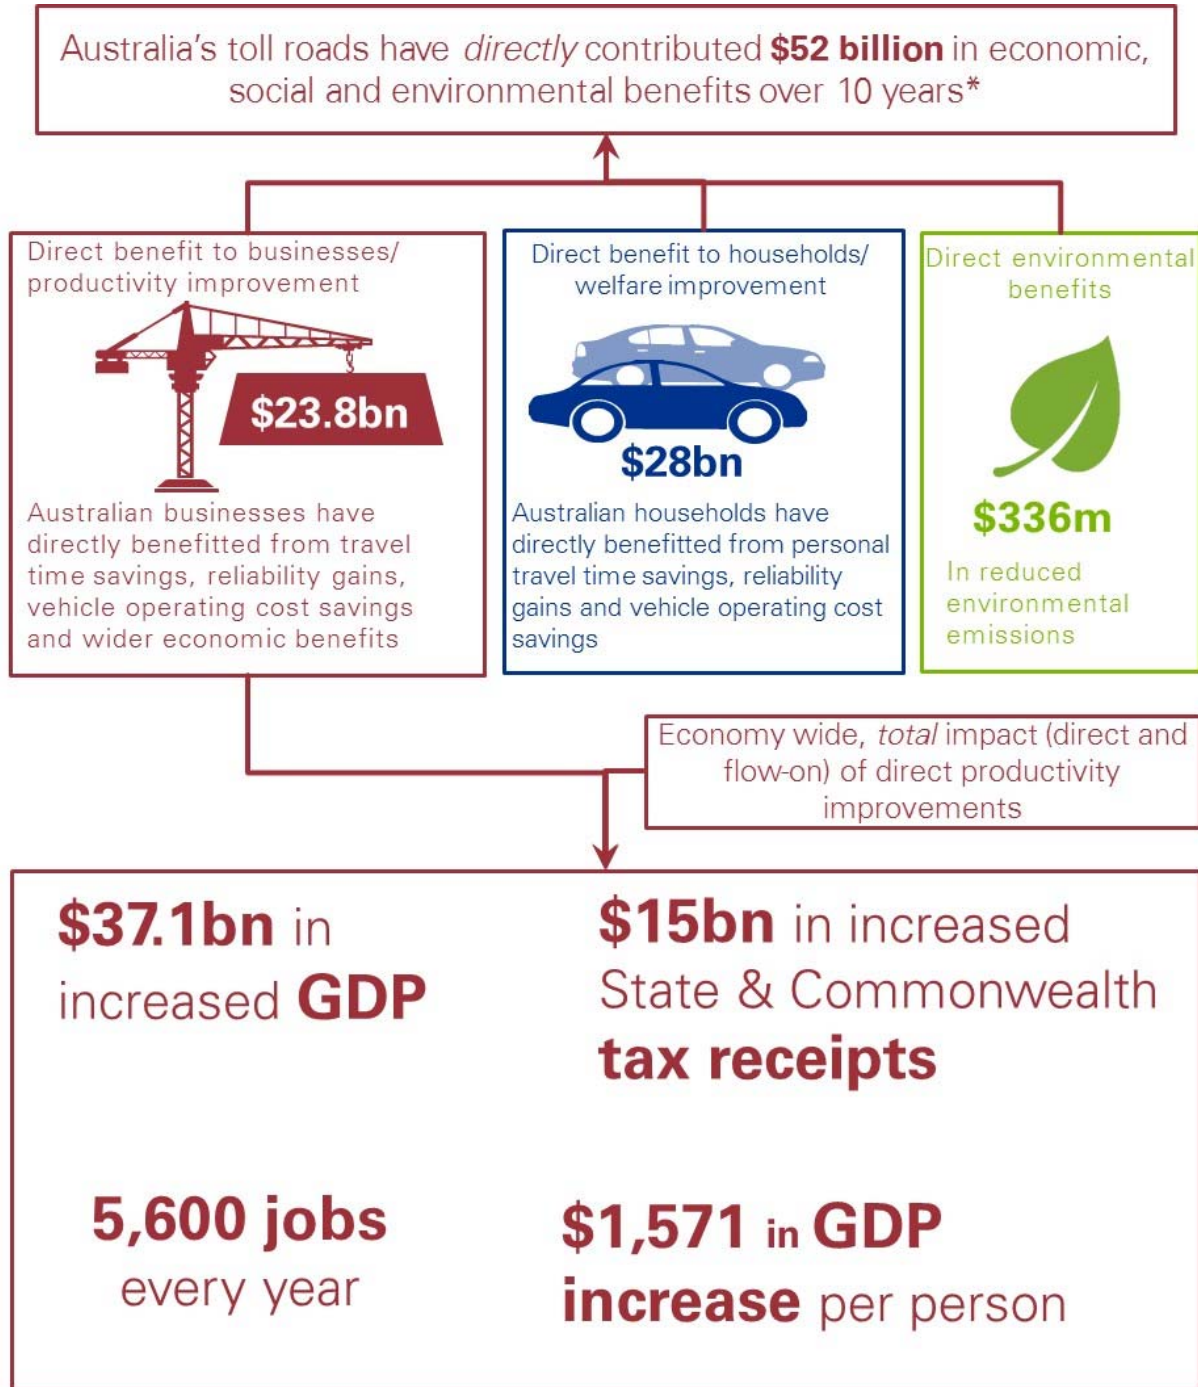 Australia’s toll roads have directly contributed $52 billion in economic,
social and environmental benefits over 10 years*
Direct benefit to businesses/
productivity improvement
$23.8bn
Australian businesses have
directly benefitted from travel
time savings, reliability gains,
vehicle operating cost savings
and wider economic benefits
Direct benefit to households/
welfare improvement
$28bn
Australian households have
directly benefitted from personal
travel time savings, reliability
gains and vehicle operating cost
savings
Direct environmental
benefits
$336m
In reduced
environmental
emissions
Economy wide, total impact (direct and
flow-on) of direct productivity
improvements
$37.1bn in
increased GDP
$15bn in increased
State & Commonwealth
tax receipts
5,600 jobs
every year
$1,571 in GDP
increase per person